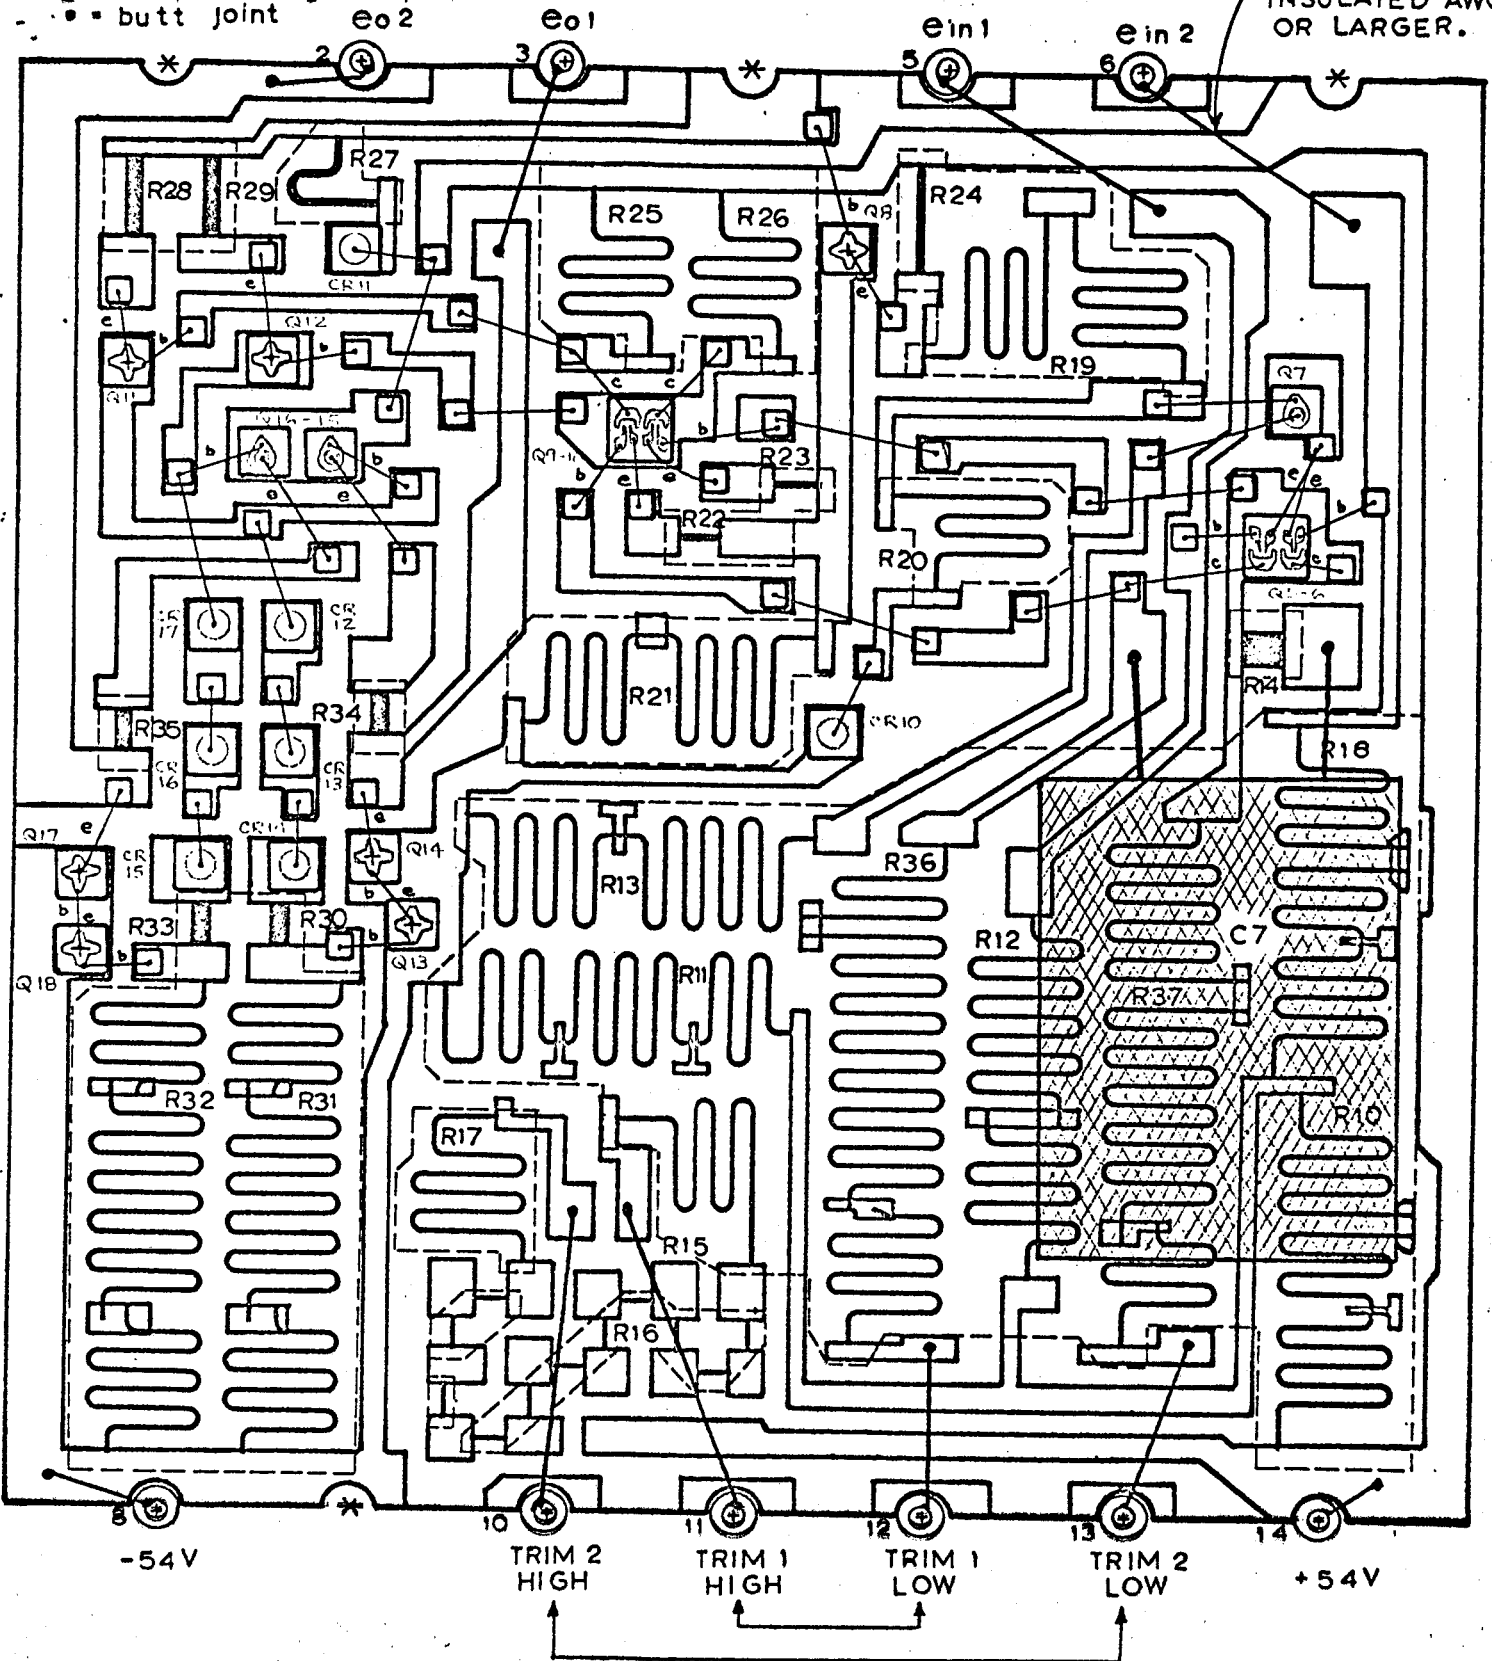 • = butt joint
eo2
eo1
ein1
ein2
INSULATED AWG
OR LARGER.
2
3
5
6
*
*
*
R27
R28
R29
R25
R26
b
Q8
R24
e
CR11
e
Q12
e
b
b
Q11
c
c
R19
Q7
b
R23
b
b
e
e
e
e
e
b
b
R22
R20
c
c
CR
17
CR
12
R14
R21
R35
R34
CR10
R18
CR
16
CR
13
e
e
Q17
CR
15
CR14
Q14
R13
R36
b
e
b
e
R33
R30
b
b
Q18
Q13
R11
R12
C7
R37
R32
R31
R17
R10
R15
R16
8
*
10
11
12
13
14
-54V
TRIM 2
HIGH
TRIM 1
HIGH
TRIM 1
LOW
TRIM 2
LOW
+54V